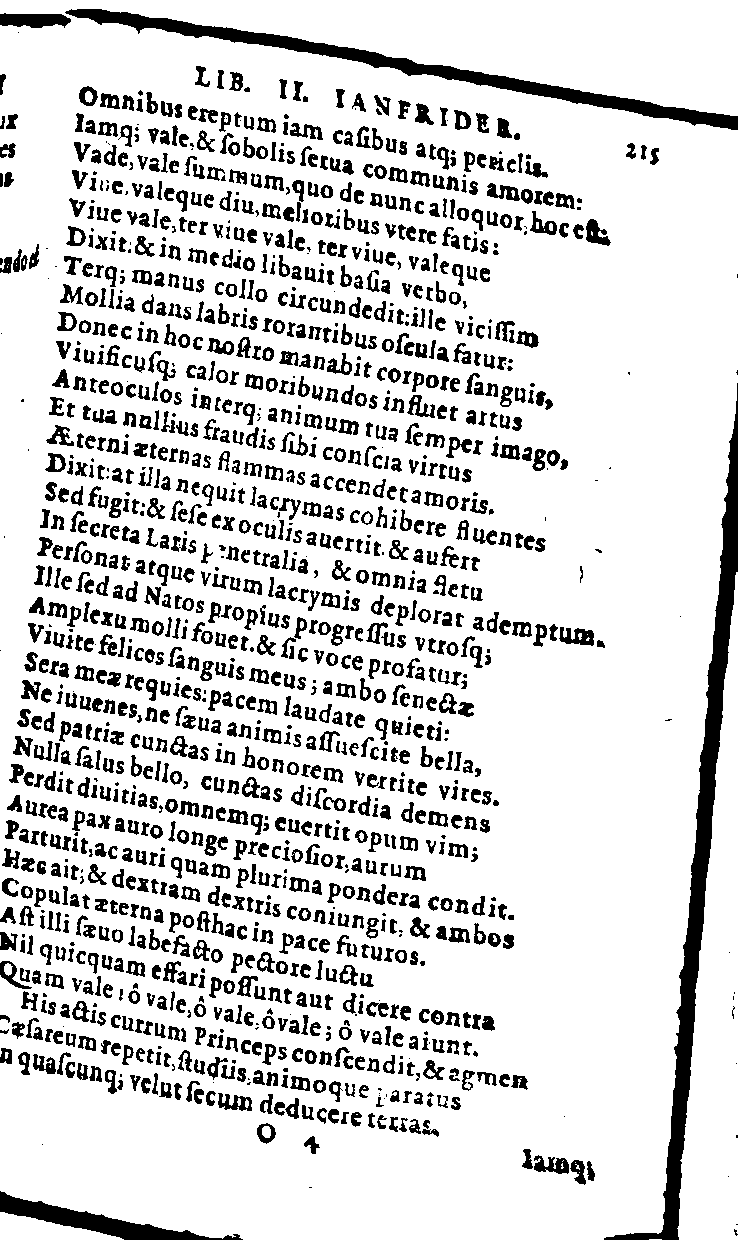 LIB. II. IANFRIDER. 215
Omnibus ereptum iam caſibus atq; periclis.
Iamq; vale, & ſobolis ſerua communis amorem:
Vade, vale ſummum, quo de nunc alloquor, hoc eſt:
Viue, valeque diu, melioribus vtere fatis:
Viue vale, ter viue vale, ter viue, valeque
Dixit: & in medio libauit baſia verbo,
Terq; manus collo circundedit: ille viciſſim
Mollia dans labris rorantibus oſcula fatur:
Donec in hoc noſtro manabit corpore ſanguis,
Viuificuſq; calor moribundos influet artus
Ante oculos interq; animum tua ſemper imago,
Et tua nullius fraudis ſibi conſcia virtus
Æterni æternas flammas accendet amoris.
Dixit: at illa nequit lacrymas cohibere fluentes
Sed fugit: & ſeſe ex oculis auertit. & aufert
In ſecreta Laris penetralia, & omnia fletu
Perſonat atque virum lacrymis deplorat ademptum.
Ille ſed ad Natos propius progreſſus vtroſq;
Amplexu molli fouet. & ſic voce profatur;
Viuite felices ſanguis meus; ambo ſenectæ
Sera meæ requies: pacem laudate quieti:
Ne iuuenes, ne ſæua animis aſſueſcite bella,
Sed patriæ cunctas in honorem vertite vires.
Nulla ſalus bello, cunctas diſcordia demens
Perdit diuitias, omnemq; euertit opum vim;
Aurea pax auro longe precioſior, aurum
Parturit, ac auri quam plurima pondera condit.
Hæc ait; & dextram dextris coniungit, & ambos
Copulat æterna poſthac in pace futuros.
Aſt illi ſæuo labefacto pectore luctu
Nil quicquam effari poſſunt aut dicere contra
Quam vale! ô vale, ô vale, ô vale; ô vale aiunt.
His actis currum Princeps conſcendit, & agmen
Cæſareum repetit, ſtudiis, animoque paratus
n quaſcunq; velut ſecum deducere terras.
O 4
Iamq;